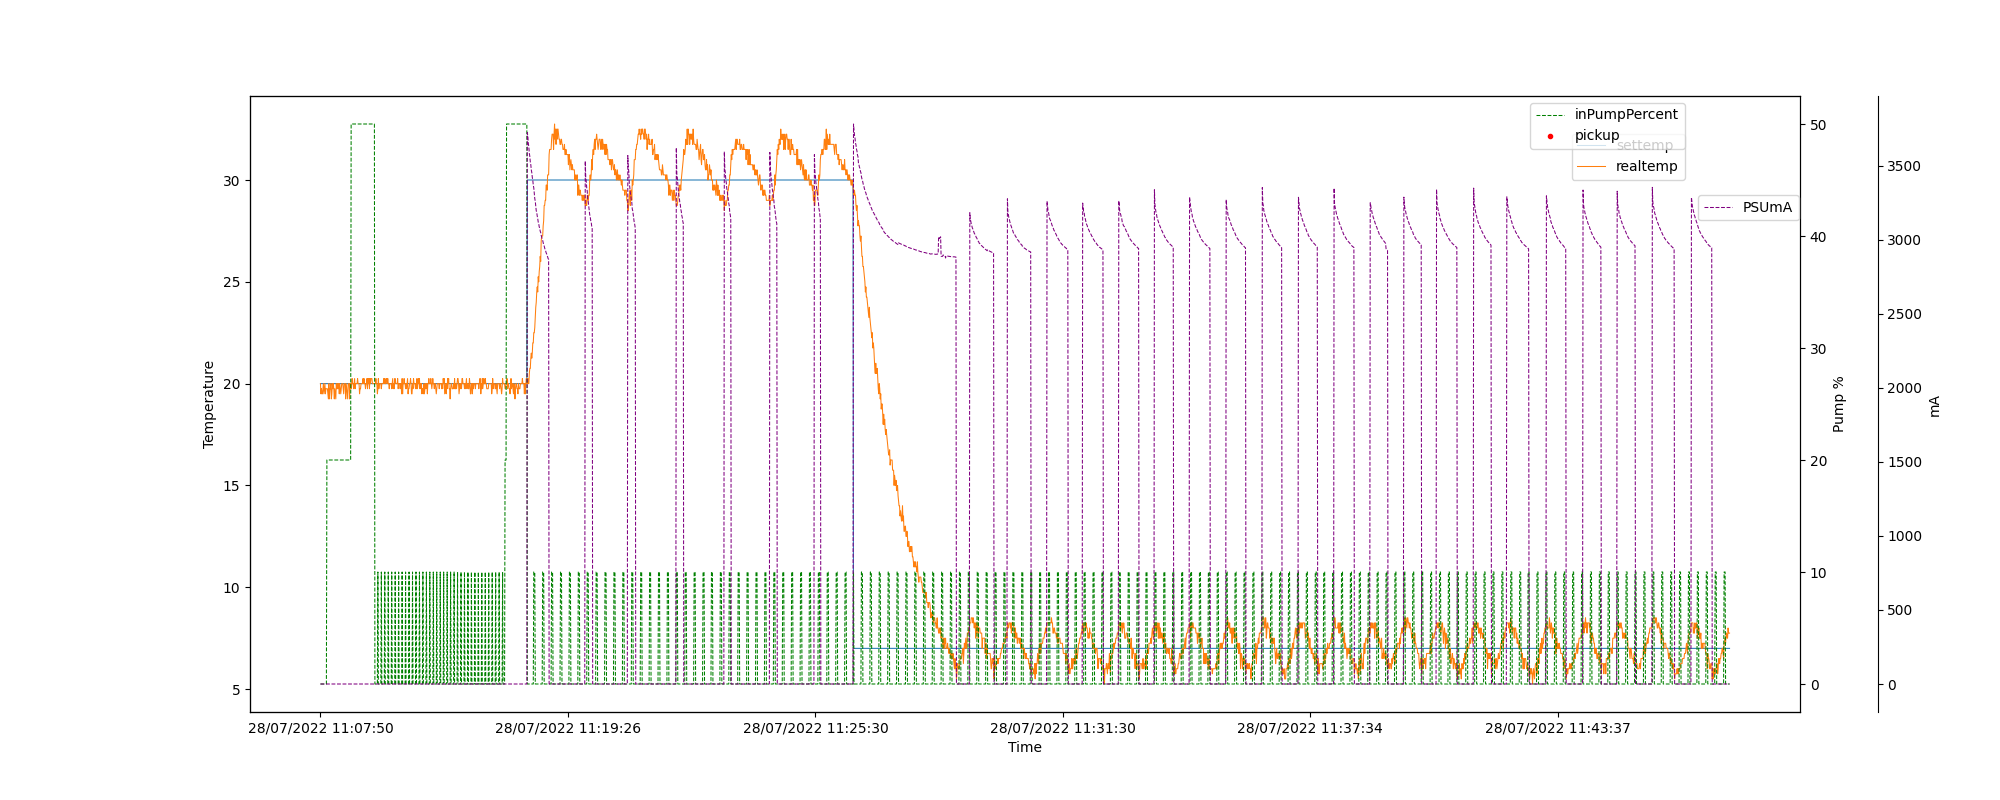 inPumpPercent
pickup
settemp
realtemp
PSUmA
30
25
20
15
10
5
Temperature
50
40
30
20
10
0
Pump %
3500
3000
2500
2000
1500
1000
500
0
mA
28/07/2022 11:07:50
28/07/2022 11:19:26
28/07/2022 11:25:30
28/07/2022 11:31:30
28/07/2022 11:37:34
28/07/2022 11:43:37
Time